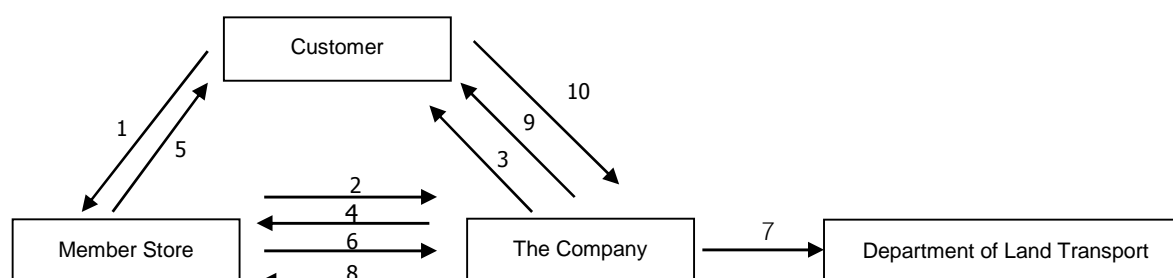 Customer
10
1
9
5
3
2
4
7
6
Member Store
The Company
Department of Land Transport
8